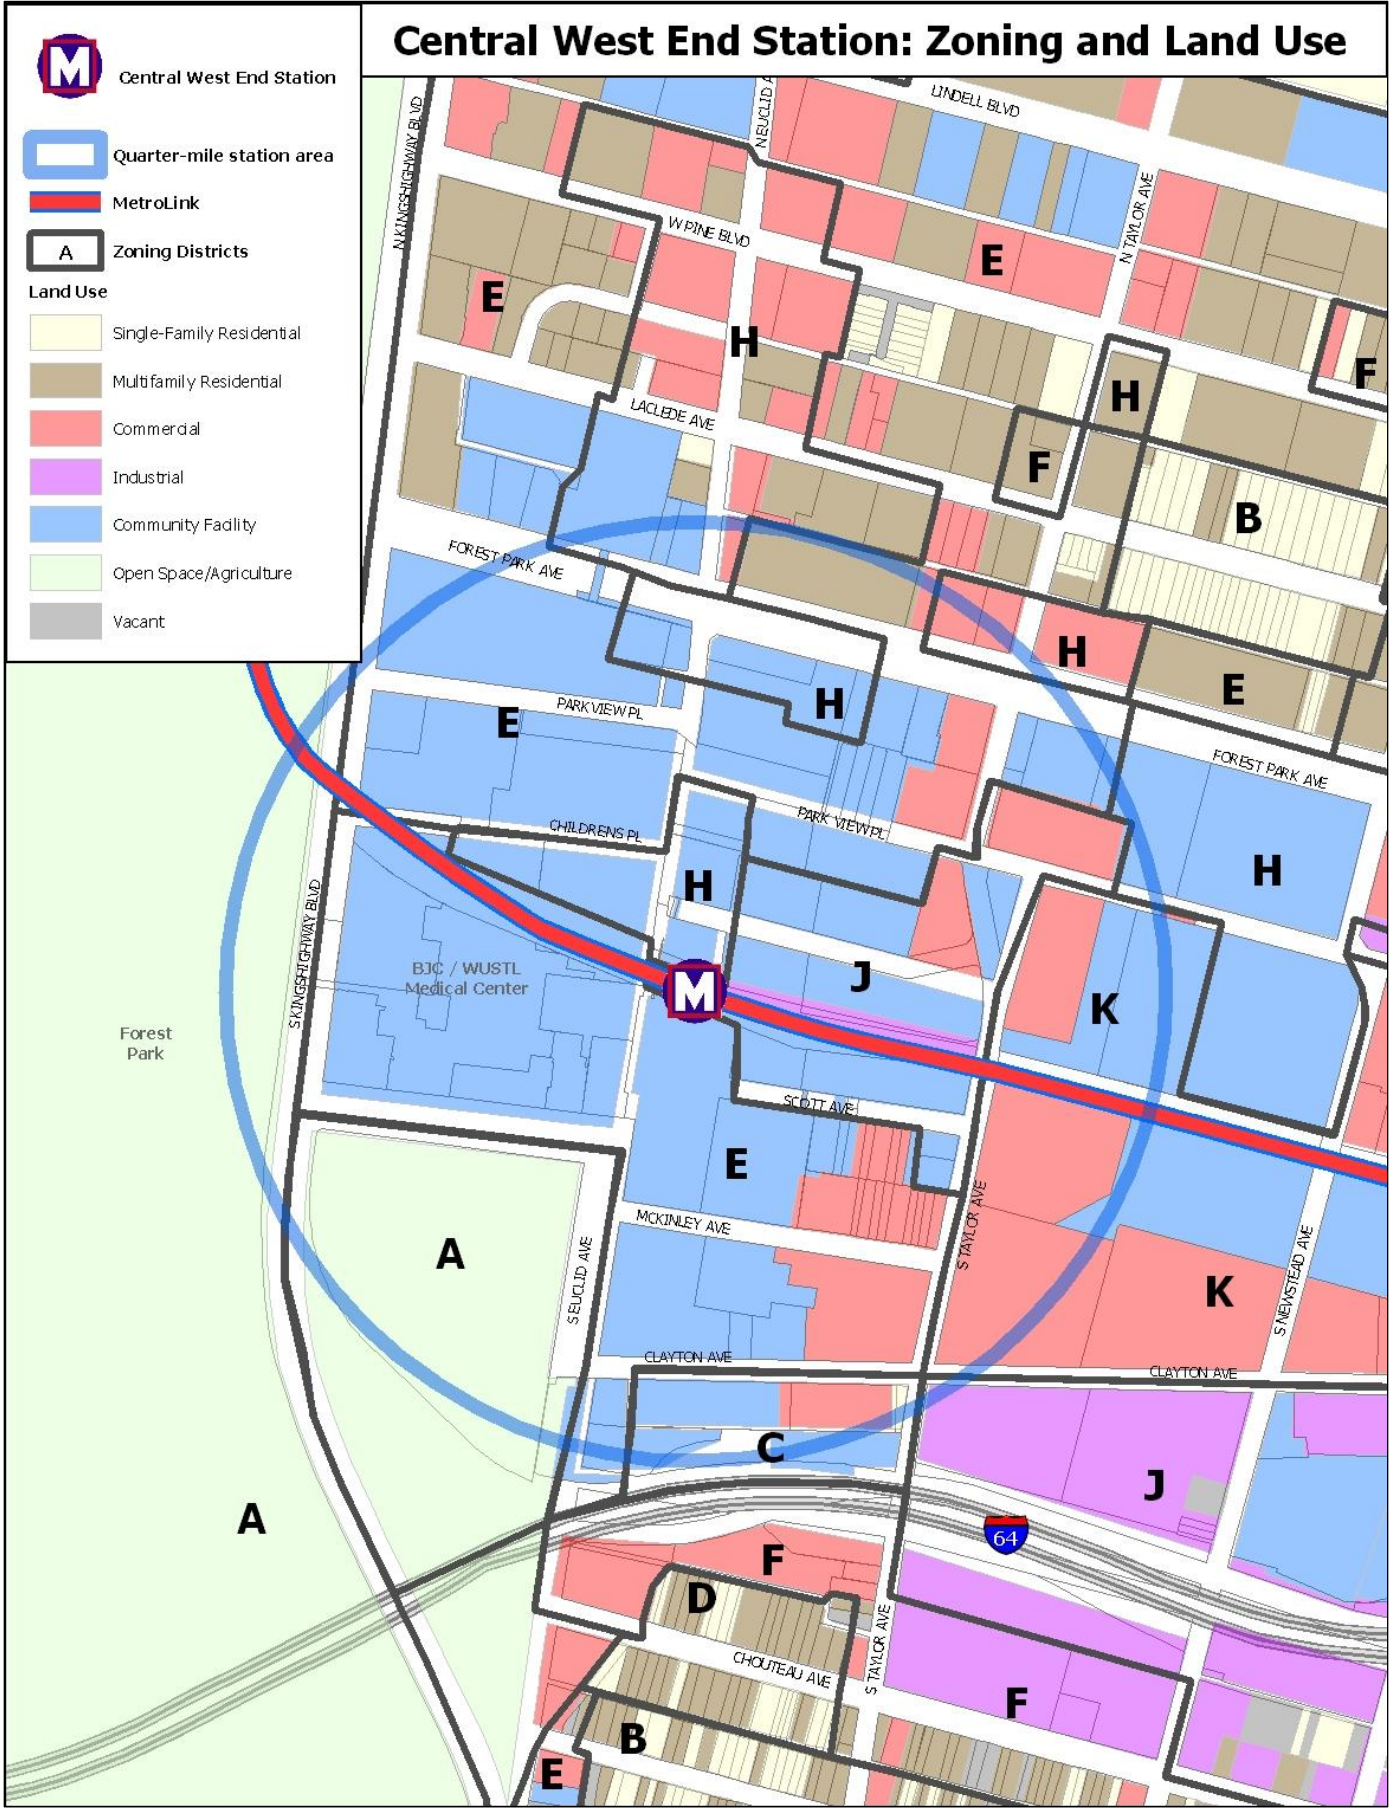 Central West End Station: Zoning and Land Use
M
Central West End Station
Quarter-mile station area
MetroLink
A
Zoning Districts
Land Use
Single-Family Residential
Multifamily Residential
Commercial
Industrial
Community Facility
Open Space/Agriculture
Vacant
N KINGSHIGHWAY BLVD
N EUCLID A
LINDELL BLVD
N TAYLOR AVE
W PINE BLVD
E
E
H
F
H
LACLEDE AVE
F
B
FOREST PARK AVE
H
E
H
E
PARKVIEW PL
FOREST PARK AVE
PARK VIEW PL
CHILDRENS PL
H
H
S KINGSHIGHWAY BLVD
BJC / WUSTL
Medical Center
J
M
K
Forest
Park
SCOTT AVE
E
S TAYLOR AVE
MCKINLEY AVE
A
S EUCLID AVE
K
S NEWSTEAD AVE
CLAYTON AVE
CLAYTON AVE
C
J
A
64
F
D
S TAYLOR AVE
CHOUTEAU AVE
F
B
E